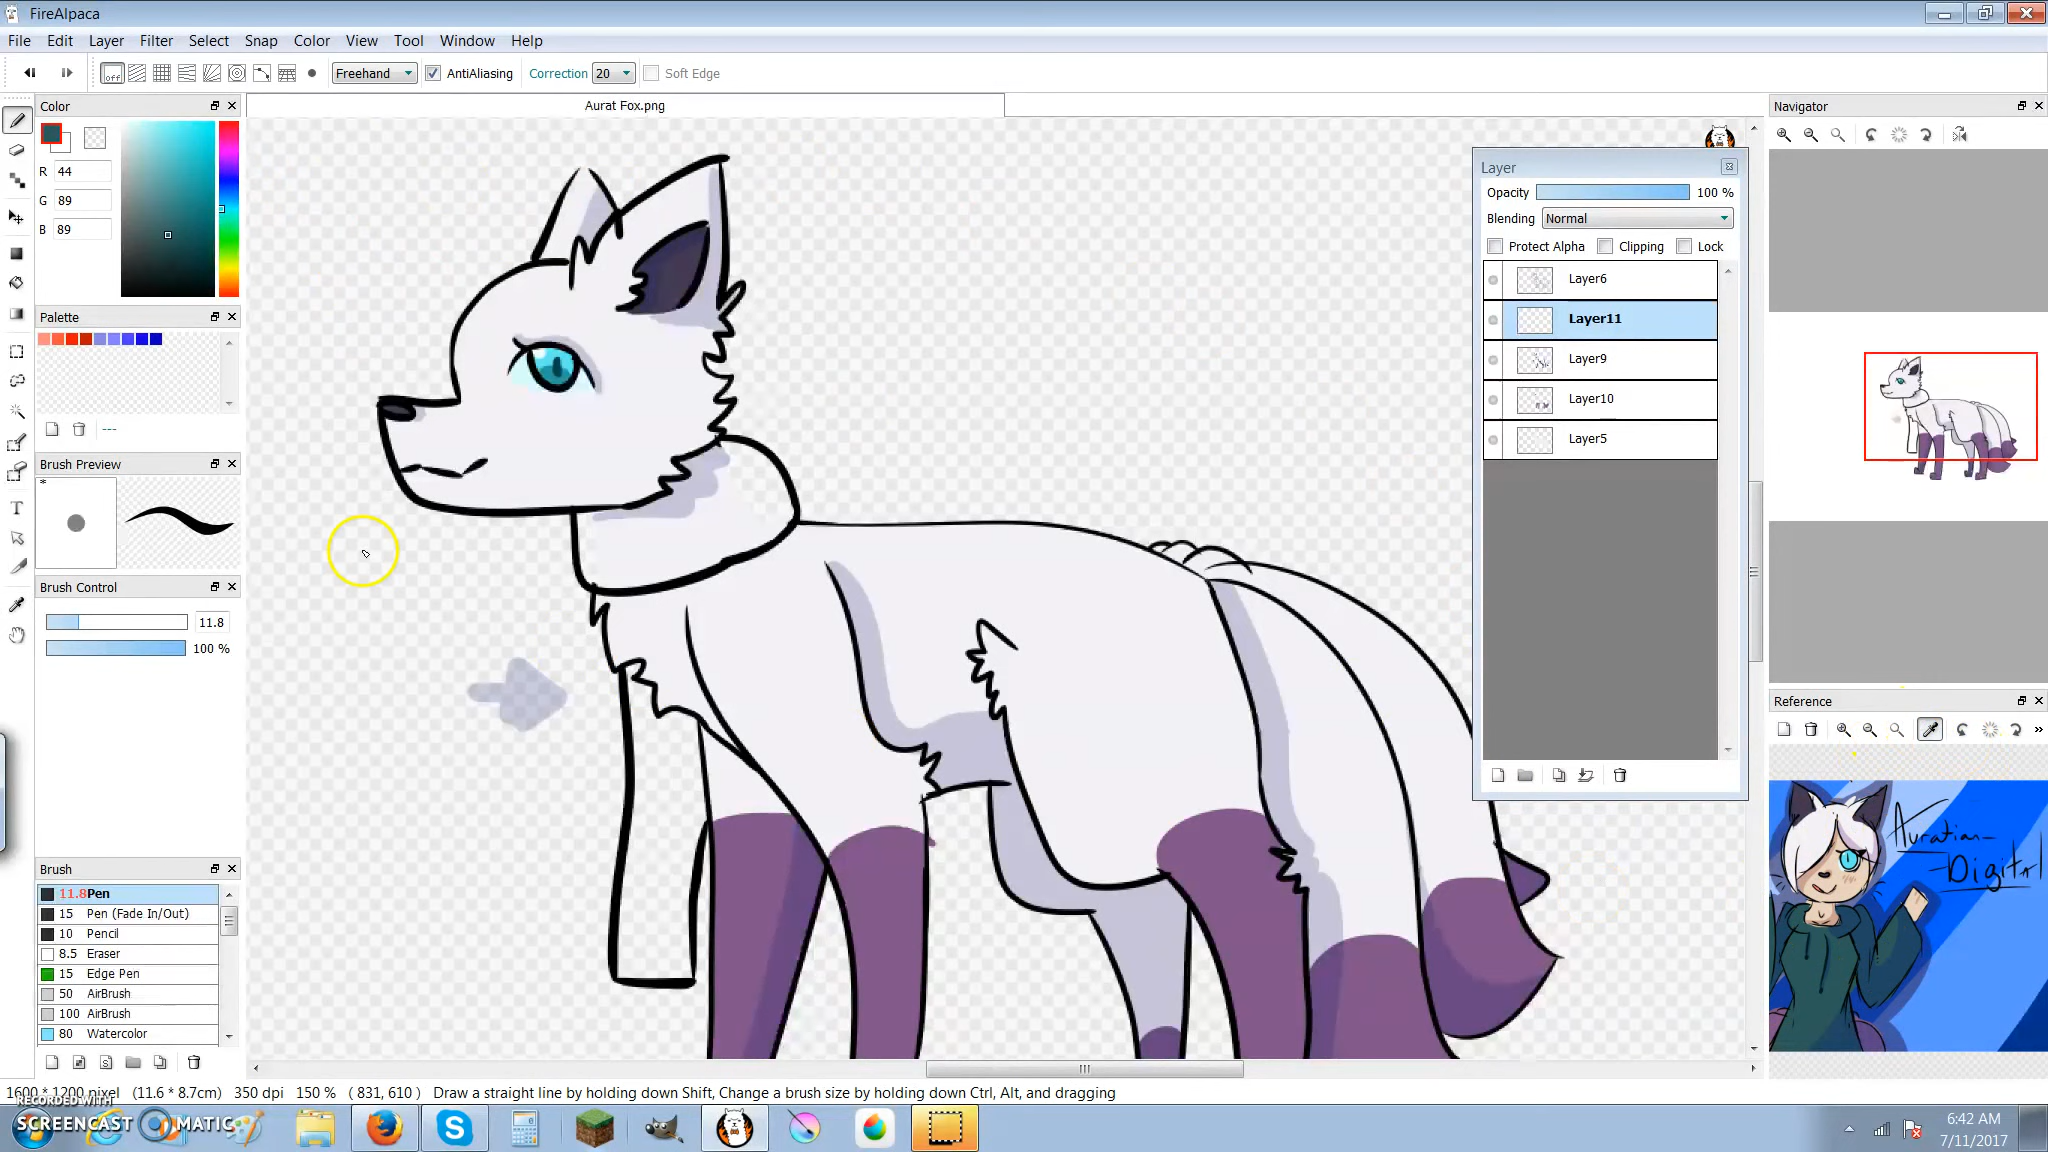 FireAlpaca
File Edit Layer Filter Select Snap Color View Tool Window Help
off Freehand AntiAliasing Correction 20 Soft Edge
Color
Aurat Fox.png
Navigator
R 44
G 89
B 89
Layer
Opacity 100 %
Blending Normal
Protect Alpha Clipping Lock
Layer6
Layer11
Layer9
Layer10
Layer5
Palette
---
Brush Preview
*
Brush Control
11.8
100 %
Reference
»
Auratian-
-Digital
Brush
11.8 Pen
15 Pen (Fade In/Out)
10 Pencil
8.5 Eraser
15 Edge Pen
50 AirBrush
100 AirBrush
80 Watercolor
1600 * 1200 pixel (11.6 * 8.7cm) 350 dpi 150 % ( 831, 610 ) Draw a straight line by holding down Shift, Change a brush size by holding down Ctrl, Alt, and dragging
RECORDED WITH
SCREENCAST MATIC
6:42 AM
7/11/2017